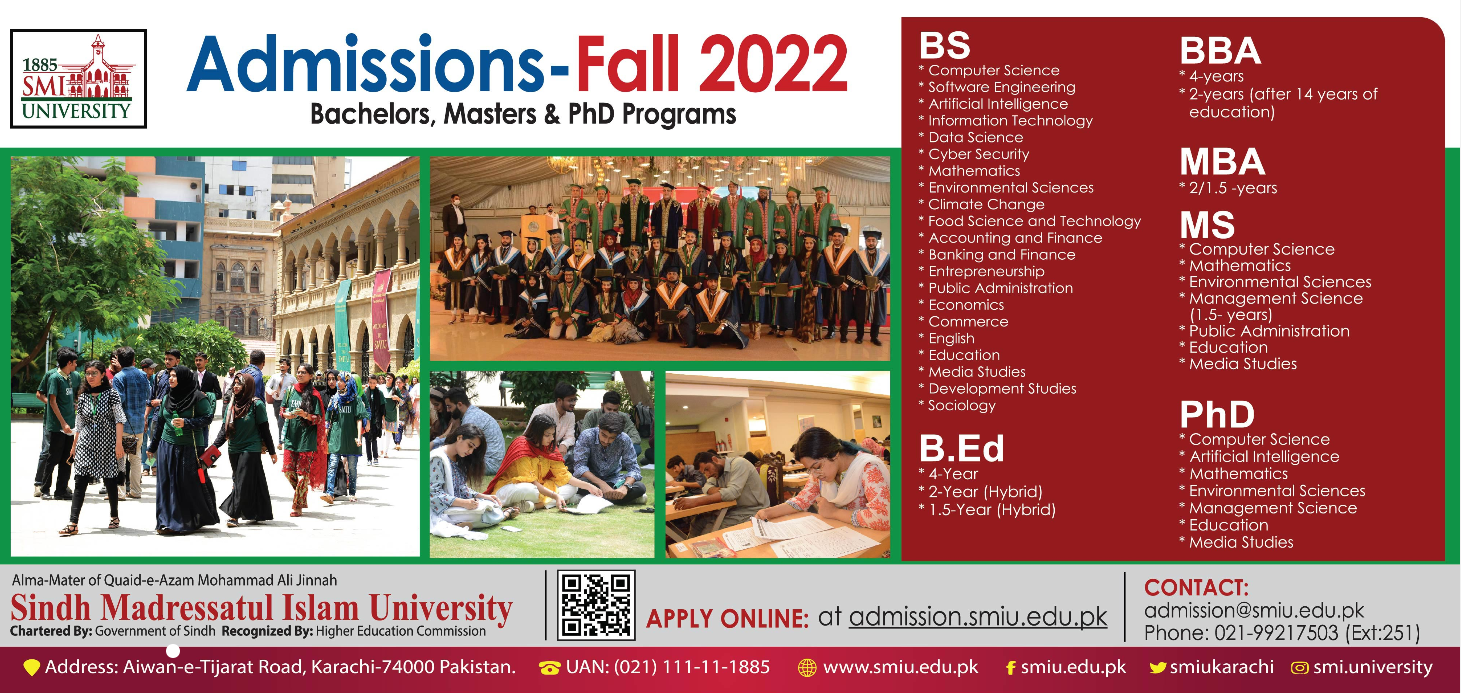 1885
SMI
UNIVERSITY
Admissions-Fall 2022
Bachelors, Masters & PhD Programs
BS
* Computer Science
* Software Engineering
* Artificial Intelligence
* Information Technology
* Data Science
* Cyber Security
* Mathematics
* Environmental Sciences
* Climate Change
* Food Science and Technology
* Accounting and Finance
* Banking and Finance
* Entrepreneurship
* Public Administration
* Economics
* Commerce
* English
* Education
* Media Studies
* Development Studies
* Sociology
B.Ed
* 4-Year
* 2-Year (Hybrid)
* 1.5-Year (Hybrid)
BBA
* 4-years
* 2-years (after 14 years of
education)
MBA
* 2/1.5 -years
MS
* Computer Science
* Mathematics
* Environmental Sciences
* Management Science
(1.5- years)
* Public Administration
* Education
* Media Studies
PhD
* Computer Science
* Artificial Intelligence
* Mathematics
* Environmental Sciences
* Management Science
* Education
* Media Studies
Alma-Mater of Quaid-e-Azam Mohammad Ali Jinnah
Sindh Madressatul Islam University
Chartered By: Government of Sindh Recognized By: Higher Education Commission
APPLY ONLINE: at admission.smiu.edu.pk
CONTACT:
admission@smiu.edu.pk
Phone: 021-99217503 (Ext:251)
Address: Aiwan-e-Tijarat Road, Karachi-74000 Pakistan. UAN: (021) 111-11-1885 www.smiu.edu.pk smiu.edu.pk smiukarachi smi.university